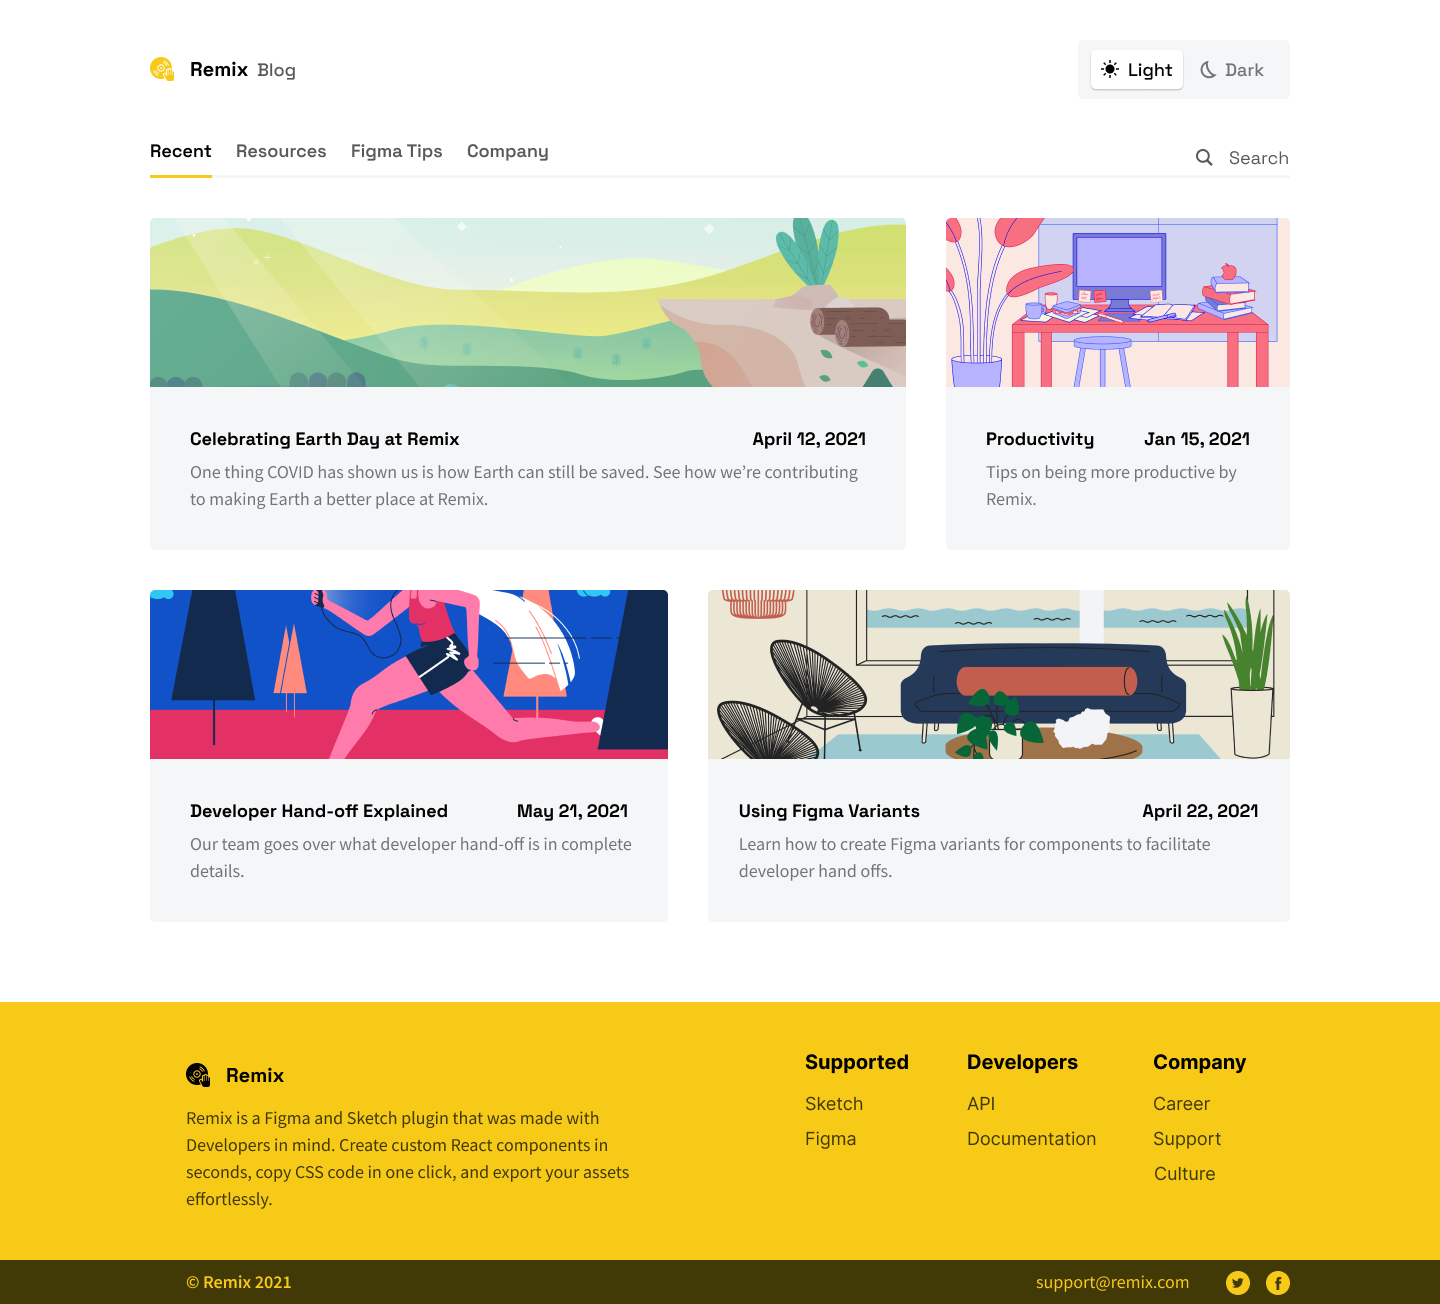 Remix Blog
Light
Dark
Recent
Resources
Figma Tips
Company
Search
Celebrating Earth Day at Remix
April 12, 2021
One thing COVID has shown us is how Earth can still be saved. See how we’re contributing
to making Earth a better place at Remix.
Productivity
Jan 15, 2021
Tips on being more productive by
Remix.
Developer Hand-off Explained
May 21, 2021
Our team goes over what developer hand-off is in complete
details.
Using Figma Variants
April 22, 2021
Learn how to create Figma variants for components to facilitate
developer hand offs.
Remix
Remix is a Figma and Sketch plugin that was made with
Developers in mind. Create custom React components in
seconds, copy CSS code in one click, and export your assets
effortlessly.
Supported
Sketch
Figma
Developers
API
Documentation
Company
Career
Support
Culture
© Remix 2021
support@remix.com